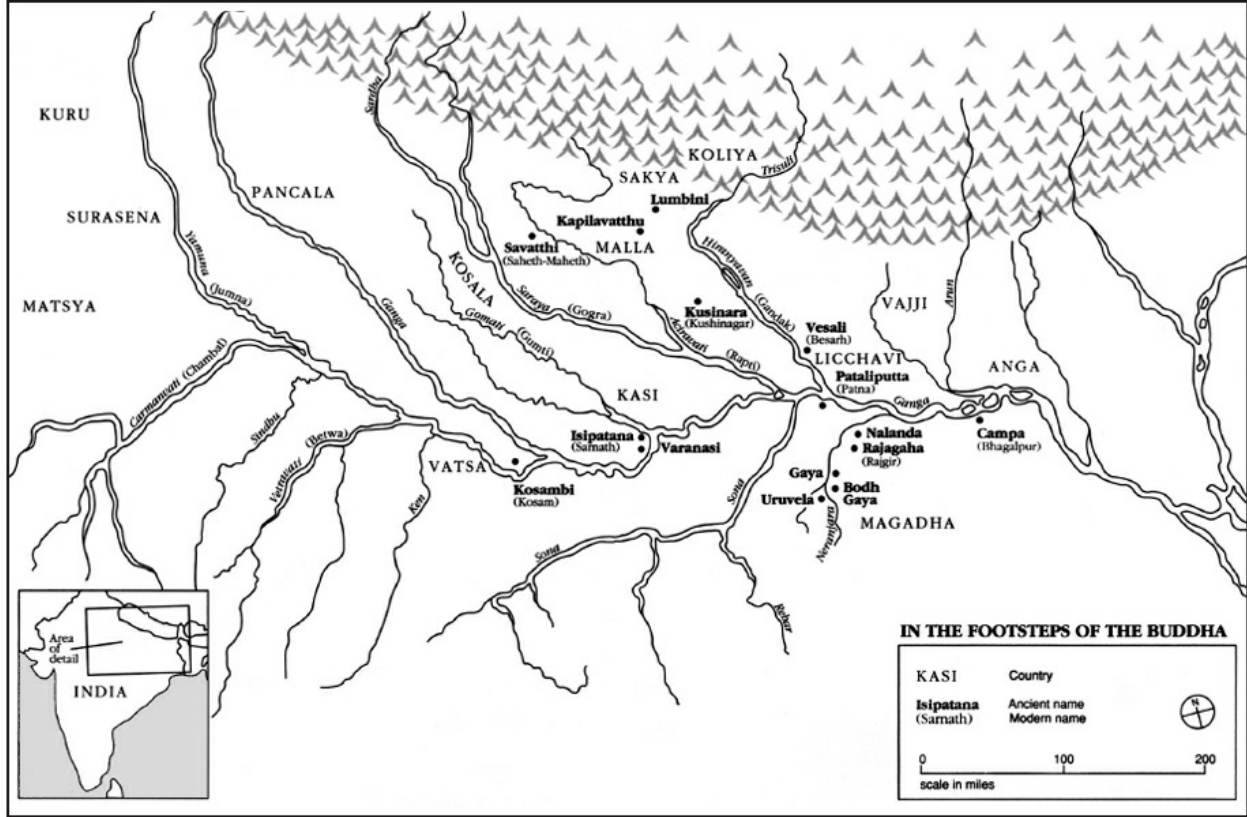 KURU
SURASENA
MATSYA
PANCALA
Yamuna (Jumna)
Carmanvati (Chambal)
Sindhu
Vetravati (Betwa)
Ken
Ganga
Sardha
KOSALA
Gomati (Gumti)
Saraya (Gogra)
SAKYA
KOLIYA
Trisuli
Lumbini
Kapilavatthu
MALLA
Savatthi
(Saheth-Maheth)
Kusinara
(Kushinagar)
Aciravati (Rapti)
Hiranyavan (Gandak)
Vesali
(Besarh)
LICCHAVI
VAJJI
Arun
ANGA
Pataliputta
(Patna)
Ganga
KASI
Isipatana
(Sarnath)
Varanasi
VATSA
Kosambi
(Kosam)
Nalanda
Rajagaha
(Rajgir)
Campa
(Bhagalpur)
Gaya
Bodh
Gaya
Uruvela
Neranjara
MAGADHA
Sona
Sona
Rehar
Area
of
detail
INDIA
IN THE FOOTSTEPS OF THE BUDDHA
KASI Country
Isipatana Ancient name
(Sarnath) Modern name
N
0 100 200
scale in miles